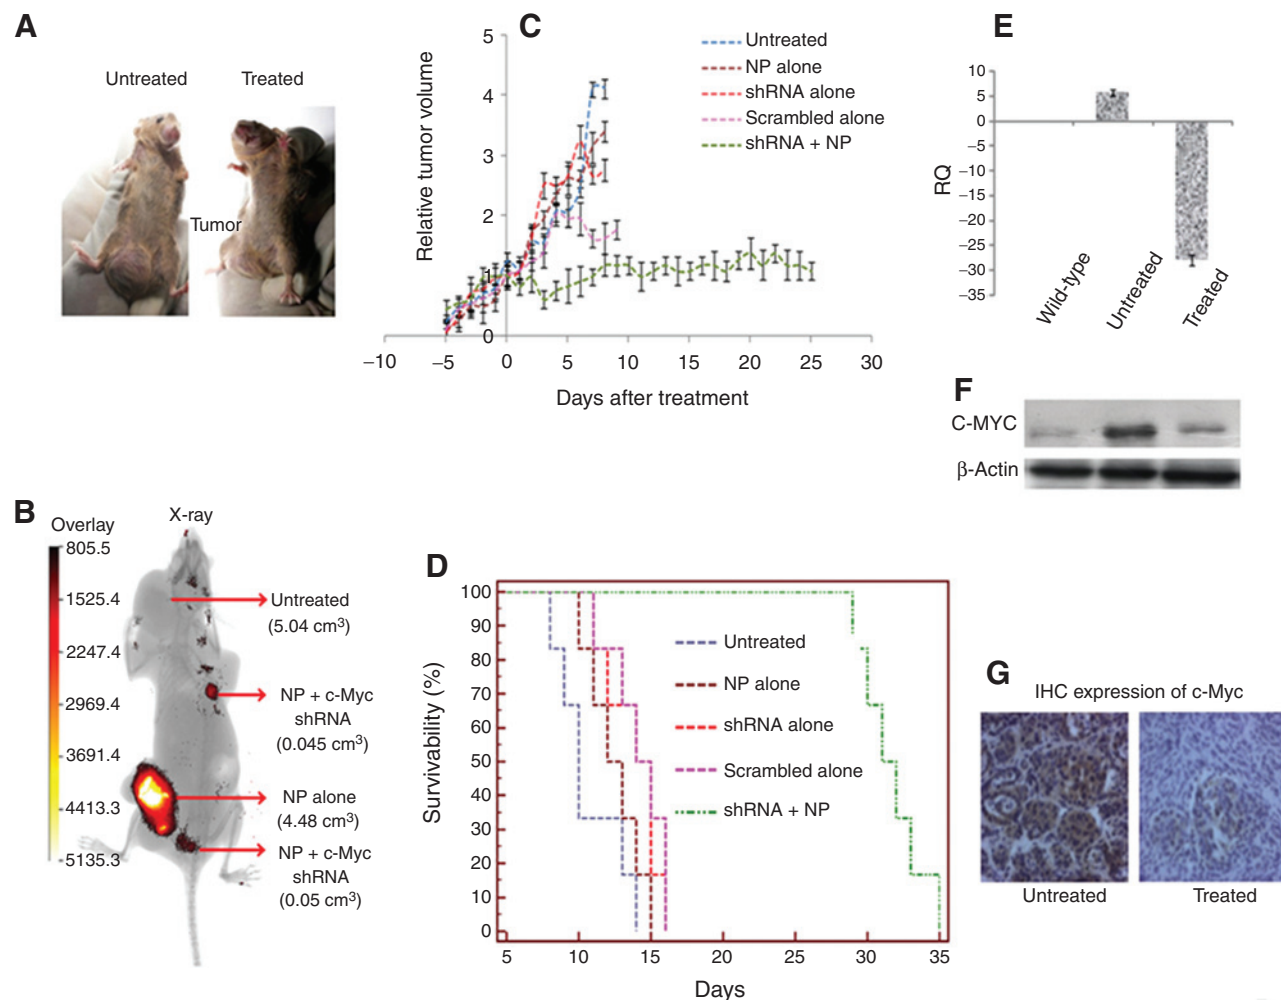 A
Untreated
Treated
Tumor
C
5
4
3
2
1
0
−10
−5
0
5
10
15
20
25
30
Relative tumor volume
Days after treatment
Untreated
NP alone
shRNA alone
Scrambled alone
shRNA + NP
E
10
5
0
−5
−10
−15
−20
−25
−30
−35
RQ
Wild-type
Untreated
Treated
F
C-MYC
β-Actin
B
Overlay
X-ray
805.5
1525.4
2247.4
2969.4
3691.4
4413.3
5135.3
Untreated
(5.04 cm³)
NP + c-Myc
shRNA
(0.045 cm³)
NP alone
(4.48 cm³)
NP + c-Myc
shRNA
(0.05 cm³)
D
100
90
80
70
60
50
40
30
20
10
0
5
10
15
20
25
30
35
Survivability (%)
Days
Untreated
NP alone
shRNA alone
Scrambled alone
shRNA + NP
G
IHC expression of c-Myc
Untreated
Treated